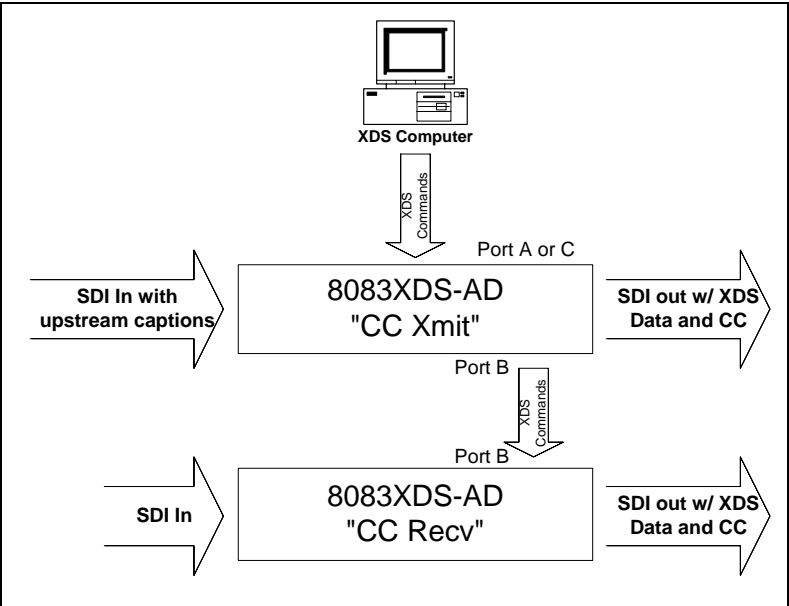 XDS Computer
XDS
Commands
Port A or C
SDI In with
upstream captions
8083XDS-AD
"CC Xmit"
SDI out w/ XDS
Data and CC
Port B
XDS
Commands
Port B
SDI In
8083XDS-AD
"CC Recv"
SDI out w/ XDS
Data and CC